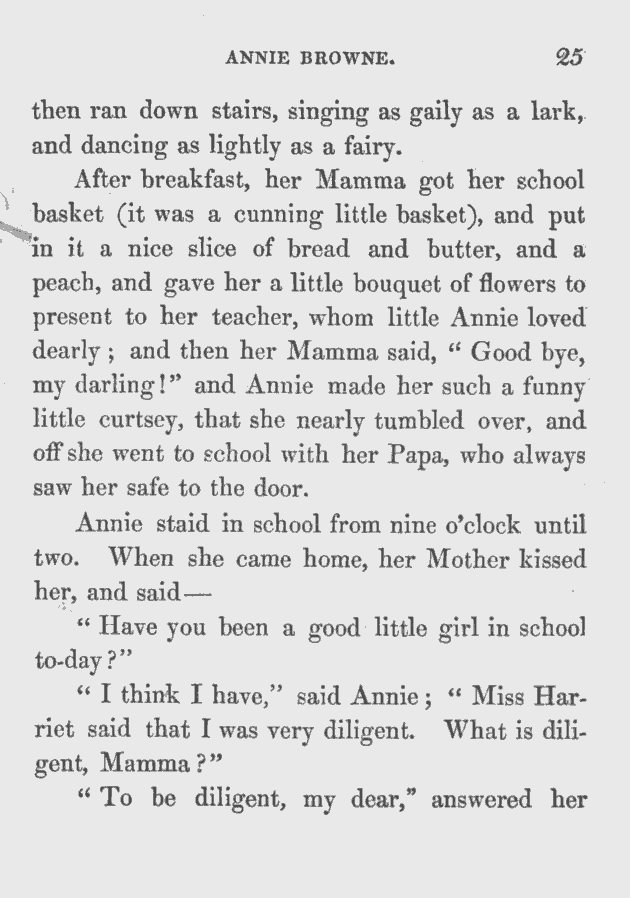 ANNIE BROWNE. 25
then ran down stairs, singing as gaily as a lark,
and dancing as lightly as a fairy.
After breakfast, her Mamma got her school
basket (it was a cunning little basket), and put
in it a nice slice of bread and butter, and a
peach, and gave her a little bouquet of flowers to
present to her teacher, whom little Annie loved
dearly; and then her Mamma said, “ Good bye,
my darling!” and Annie made her such a funny
little curtsey, that she nearly tumbled over, and
off she went to school with her Papa, who always
saw her safe to the door.
Annie staid in school from nine o’clock until
two. When she came home, her Mother kissed
her, and said—
“ Have you been a good little girl in school
to-day?”
“ I think I have,” said Annie; “ Miss Har-
riet said that I was very diligent. What is dili-
gent, Mamma?”
“ To be diligent, my dear,” answered her